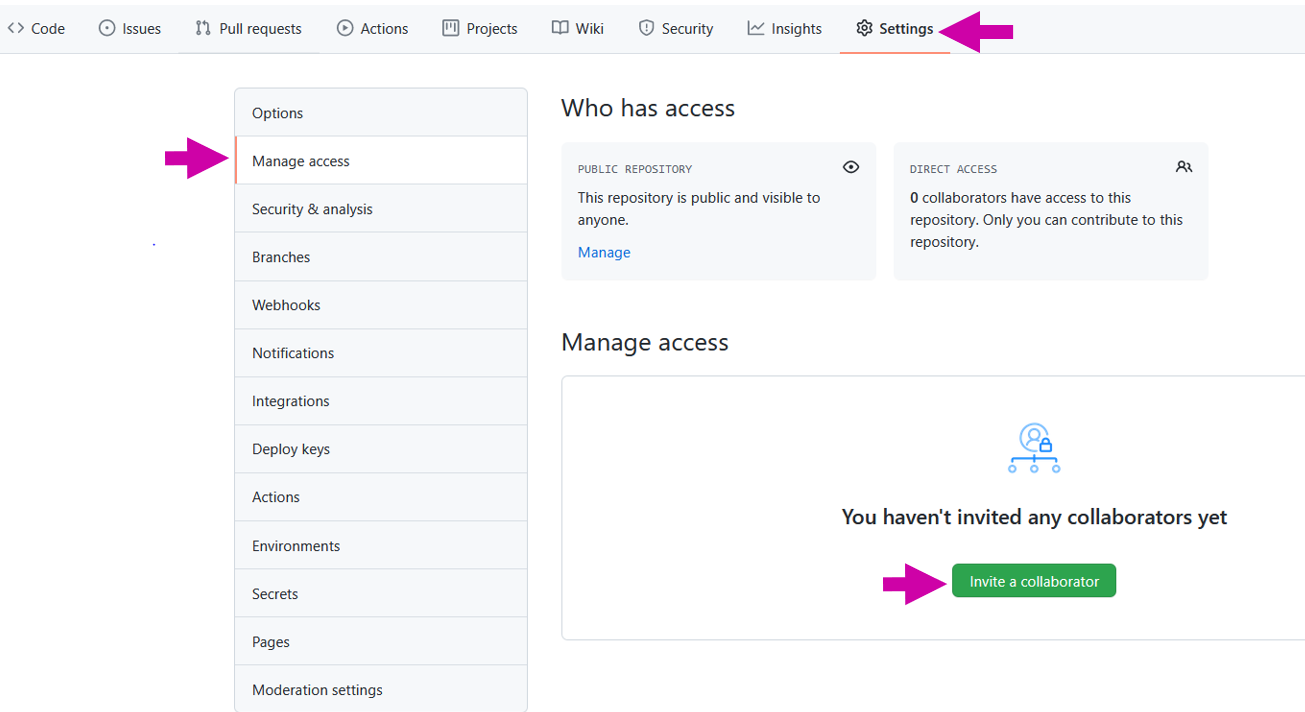 Code Issues Pull requests Actions Projects Wiki Security Insights Settings
Options
Manage access
Security & analysis
Branches
Webhooks
Notifications
Integrations
Deploy keys
Actions
Environments
Secrets
Pages
Moderation settings
Who has access
PUBLIC REPOSITORY
This repository is public and visible to
anyone.
Manage
DIRECT ACCESS
0 collaborators have access to this
repository. Only you can contribute to this
repository.
Manage access
You haven't invited any collaborators yet
Invite a collaborator